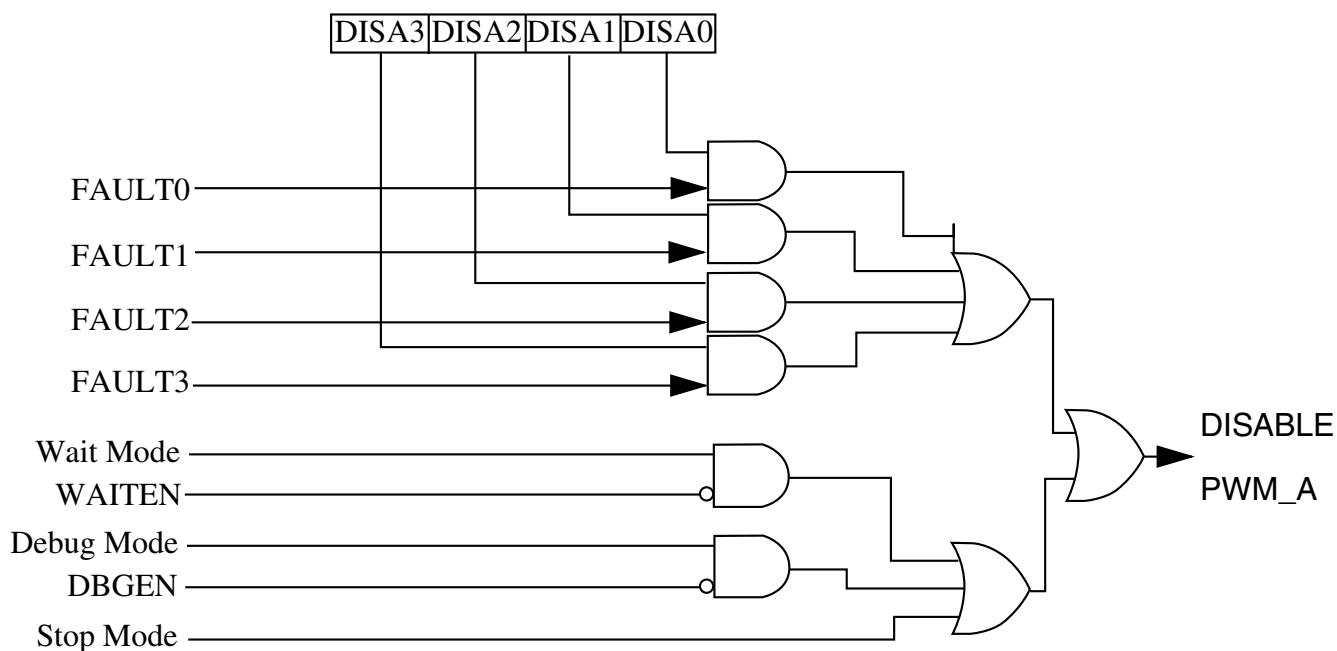 DISA3 DISA2 DISA1 DISA0
FAULT0
FAULT1
FAULT2
FAULT3
Wait Mode
WAITEN
Debug Mode
DBGEN
Stop Mode
DISABLE
PWM_A